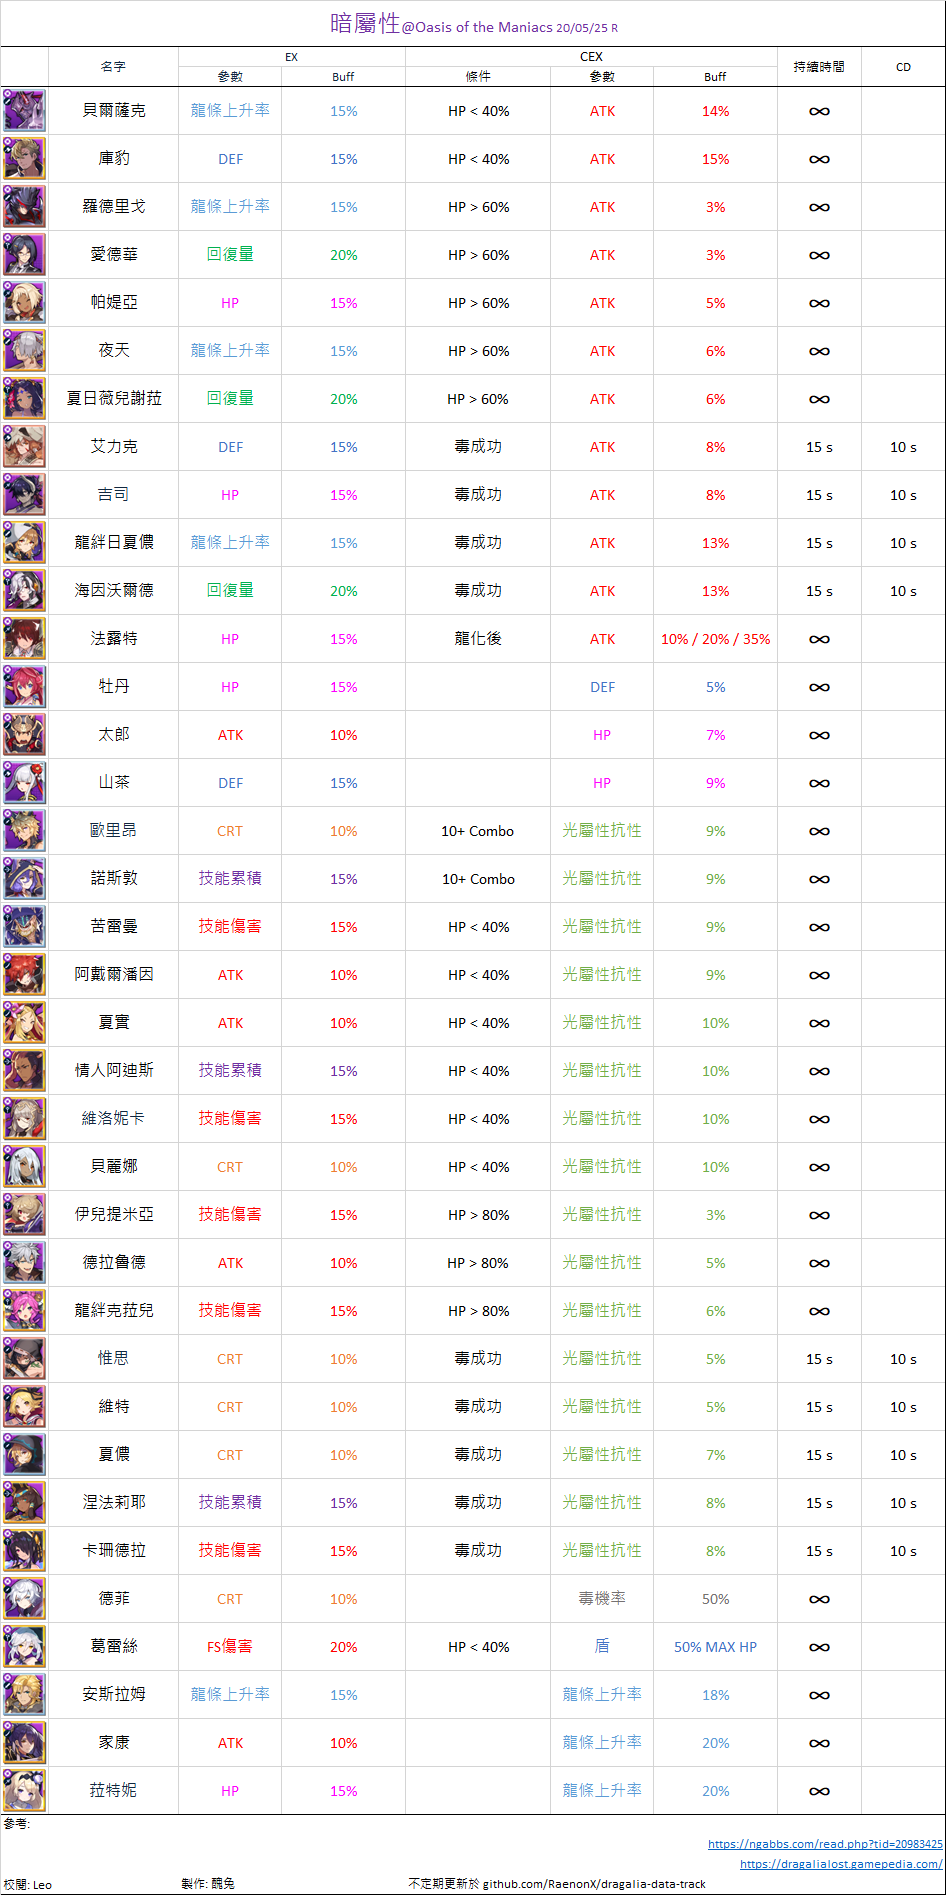 暗屬性@Oasis of the Maniacs 20/05/25 R
名字 EX CEX 持續時間 CD
參數 Buff 條件 參數 Buff
貝爾薩克 龍條上升率 15% HP < 40% ATK 14% ∞
庫豹 DEF 15% HP < 40% ATK 15% ∞
羅德里戈 龍條上升率 15% HP > 60% ATK 3% ∞
愛德華 回復量 20% HP > 60% ATK 3% ∞
帕媞亞 HP 15% HP > 60% ATK 5% ∞
夜天 龍條上升率 15% HP > 60% ATK 6% ∞
夏日薇兒謝菈 回復量 20% HP > 60% ATK 6% ∞
艾力克 DEF 15% 毒成功 ATK 8% 15 s 10 s
吉司 HP 15% 毒成功 ATK 8% 15 s 10 s
龍絆日夏儂 龍條上升率 15% 毒成功 ATK 13% 15 s 10 s
海因沃爾德 回復量 20% 毒成功 ATK 13% 15 s 10 s
法露特 HP 15% 龍化後 ATK 10% / 20% / 35% ∞
牡丹 HP 15% DEF 5% ∞
太郎 ATK 10% HP 7% ∞
山茶 DEF 15% HP 9% ∞
歐里昂 CRT 10% 10+ Combo 光屬性抗性 9% ∞
諾斯敦 技能累積 15% 10+ Combo 光屬性抗性 9% ∞
苦雷曼 技能傷害 15% HP < 40% 光屬性抗性 9% ∞
阿戴爾潘因 ATK 10% HP < 40% 光屬性抗性 9% ∞
夏實 ATK 10% HP < 40% 光屬性抗性 10% ∞
情人阿迪斯 技能累積 15% HP < 40% 光屬性抗性 10% ∞
維洛妮卡 技能傷害 15% HP < 40% 光屬性抗性 10% ∞
貝麗娜 CRT 10% HP < 40% 光屬性抗性 10% ∞
伊兒提米亞 技能傷害 15% HP > 80% 光屬性抗性 3% ∞
德拉魯德 ATK 10% HP > 80% 光屬性抗性 5% ∞
龍絆克菈兒 技能傷害 15% HP > 80% 光屬性抗性 6% ∞
惟思 CRT 10% 毒成功 光屬性抗性 5% 15 s 10 s
維特 CRT 10% 毒成功 光屬性抗性 5% 15 s 10 s
夏儂 CRT 10% 毒成功 光屬性抗性 7% 15 s 10 s
涅法莉耶 技能累積 15% 毒成功 光屬性抗性 8% 15 s 10 s
卡珊德拉 技能傷害 15% 毒成功 光屬性抗性 8% 15 s 10 s
德菲 CRT 10% 毒機率 50% ∞
葛雷絲 FS傷害 20% HP < 40% 盾 50% MAX HP ∞
安斯拉姆 龍條上升率 15% 龍條上升率 18% ∞
家康 ATK 10% 龍條上升率 20% ∞
菈特妮 HP 15% 龍條上升率 20% ∞
參考:
https://ngabbs.com/read.php?tid=20983425
https://dragalialost.gamepedia.com/
校閱: Leo 製作: 醜兔 不定期更新於 github.com/RaenonX/dragalia-data-track